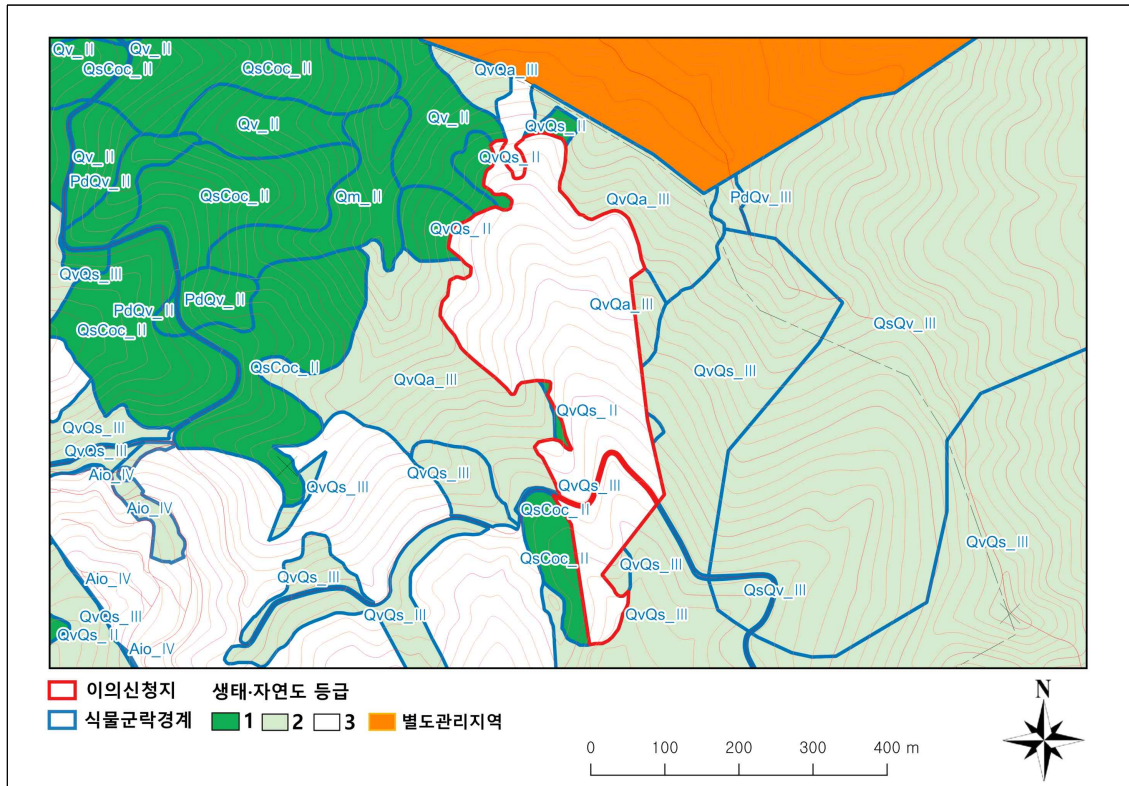 Qv_Ⅱ
Qv_Ⅱ
QsCoc_Ⅱ
QsCoc_Ⅱ
QvQa_Ⅲ
Qv_Ⅱ
Qv_Ⅱ
QvQs_Ⅱ
Qv_Ⅱ
QvQs_Ⅱ
PdQv_Ⅱ
QsCoc_Ⅱ
Qm_Ⅱ
QvQa_Ⅲ
PdQv_Ⅲ
QvQs_Ⅱ
QvQs_Ⅲ
PdQv_Ⅱ
QvQa_Ⅲ
PdQv_Ⅱ
QsCoc_Ⅱ
QsQv_Ⅲ
QsCoc_Ⅱ
QvQa_Ⅲ
QvQs_Ⅲ
QvQs_Ⅱ
QvQs_Ⅲ
QvQs_Ⅲ
Aio_Ⅳ
QvQs_Ⅲ
QvQs_Ⅲ
QvQs_Ⅲ
Aio_Ⅳ
QsCoc_Ⅱ
QvQs_Ⅲ
QsCoc_Ⅱ
Aio_Ⅳ
QvQs_Ⅲ
QvQs_Ⅲ
QsQv_Ⅲ
QvQs_Ⅲ
QvQs_Ⅲ
QvQs_Ⅲ
QvQs_Ⅱ
Aio_Ⅳ
이의신청지 생태·자연도 등급
식물군락경계 1 2 3 별도관리지역
N
0 100 200 300 400 m